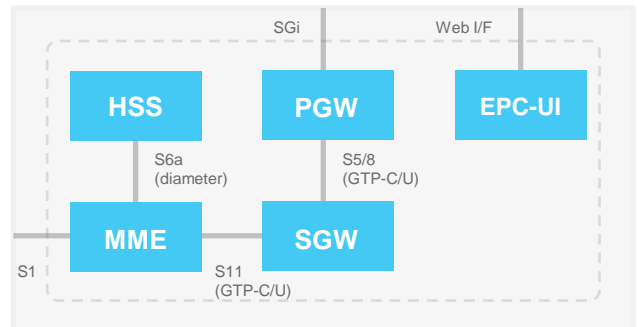 SGi
Web I/F
HSS
PGW
EPC-UI
S6a
(diameter)
S5/8
(GTP-C/U)
MME
SGW
S1
S11
(GTP-C/U)